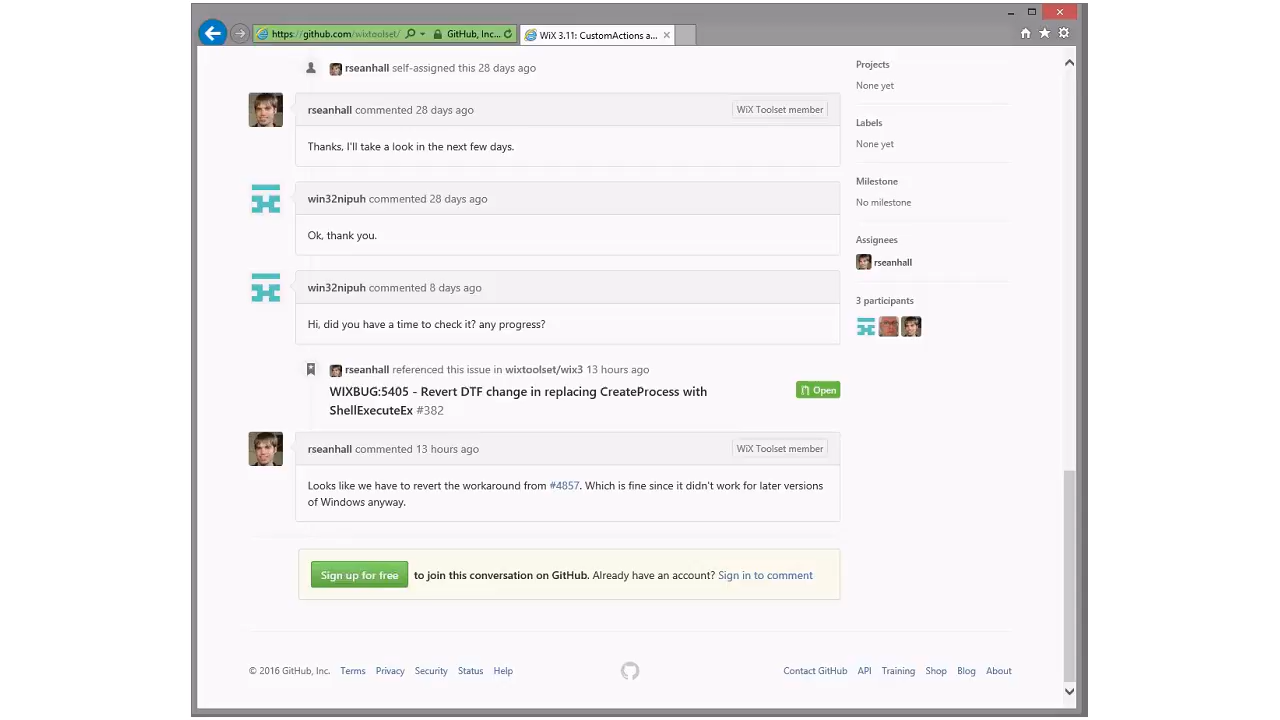 https://github.com/wixtoolset/
GitHub, Inc...
WiX 3.11: CustomActions a...
rseanhall self-assigned this 28 days ago
rseanhall commented 28 days ago
WiX Toolset member
Thanks, I'll take a look in the next few days.
win32nipuh commented 28 days ago
Ok, thank you.
win32nipuh commented 8 days ago
Hi, did you have a time to check it? any progress?
rseanhall referenced this issue in wixtoolset/wix3 13 hours ago
WIXBUG:5405 - Revert DTF change in replacing CreateProcess with
ShellExecuteEx #382
Open
rseanhall commented 13 hours ago
WiX Toolset member
Looks like we have to revert the workaround from #4857. Which is fine since it didn't work for later versions
of Windows anyway.
Sign up for free to join this conversation on GitHub. Already have an account? Sign in to comment
Projects
None yet
Labels
None yet
Milestone
No milestone
Assignees
rseanhall
3 participants
© 2016 GitHub, Inc. Terms Privacy Security Status Help
Contact GitHub API Training Shop Blog About